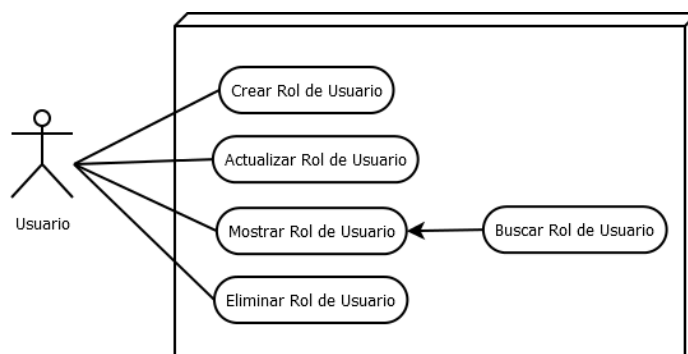 Crear Rol de Usuario
Actualizar Rol de Usuario
Usuario
Mostrar Rol de Usuario
Buscar Rol de Usuario
Eliminar Rol de Usuario